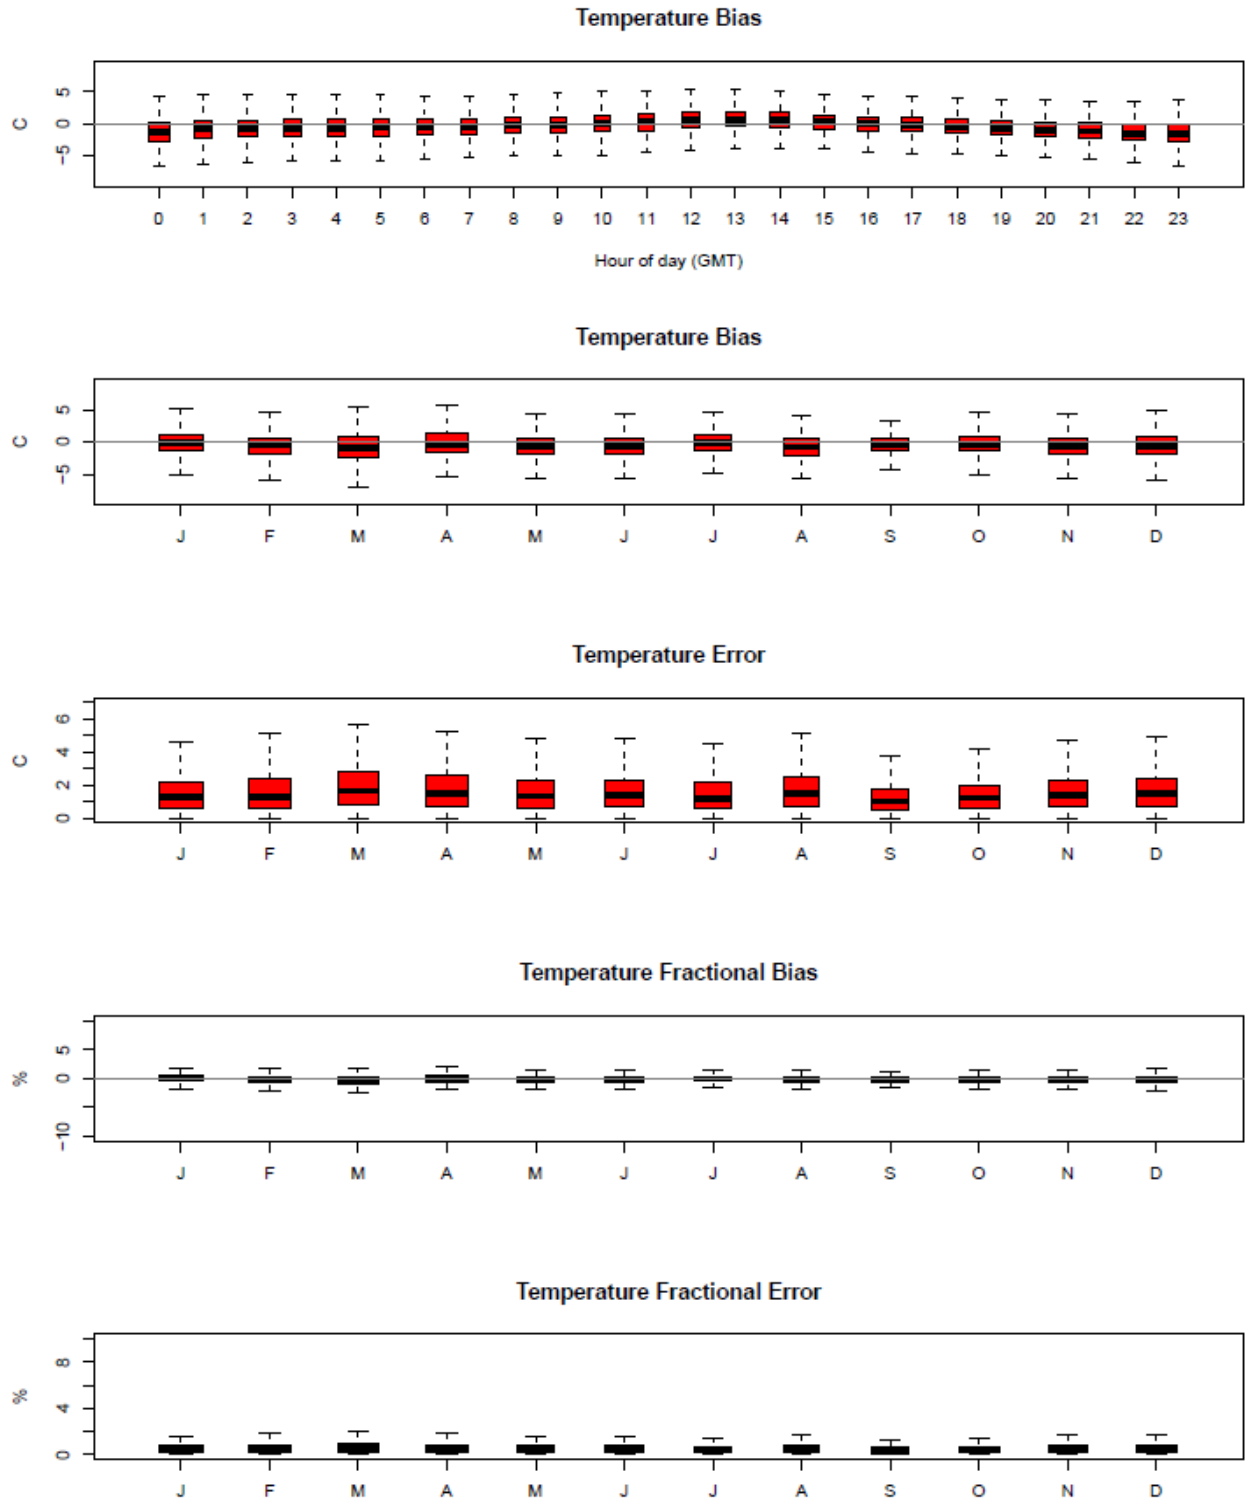 Temperature Bias
C
5
0
-5
0 1 2 3 4 5 6 7 8 9 10 11 12 13 14 15 16 17 18 19 20 21 22 23
Hour of day (GMT)
Temperature Bias
C
5
0
-5
J F M A M J J A S O N D
Temperature Error
C
6
4
2
0
J F M A M J J A S O N D
Temperature Fractional Bias
%
5
0
-10
J F M A M J J A S O N D
Temperature Fractional Error
%
8
4
0
J F M A M J J A S O N D